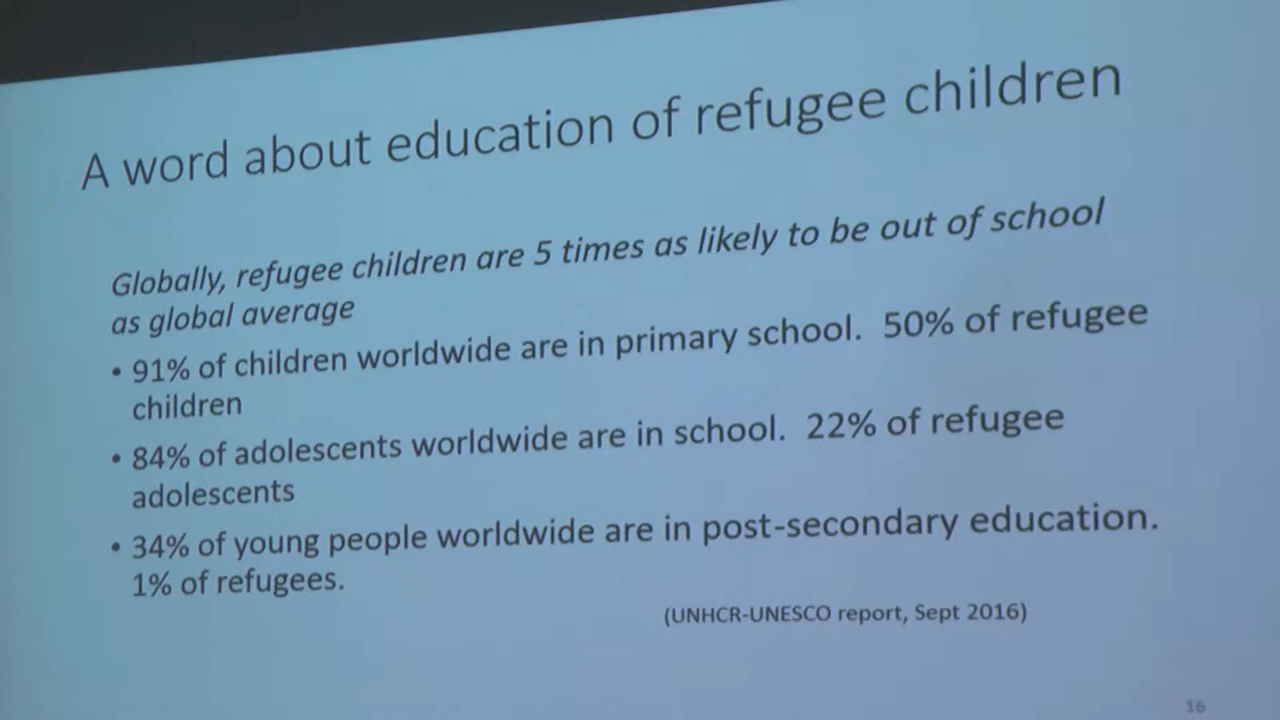 A word about education of refugee children
Globally, refugee children are 5 times as likely to be out of school
as global average
• 91% of children worldwide are in primary school. 50% of refugee
children
• 84% of adolescents worldwide are in school. 22% of refugee
adolescents
• 34% of young people worldwide are in post-secondary education.
1% of refugees.
(UNHCR-UNESCO report, Sept 2016)
16